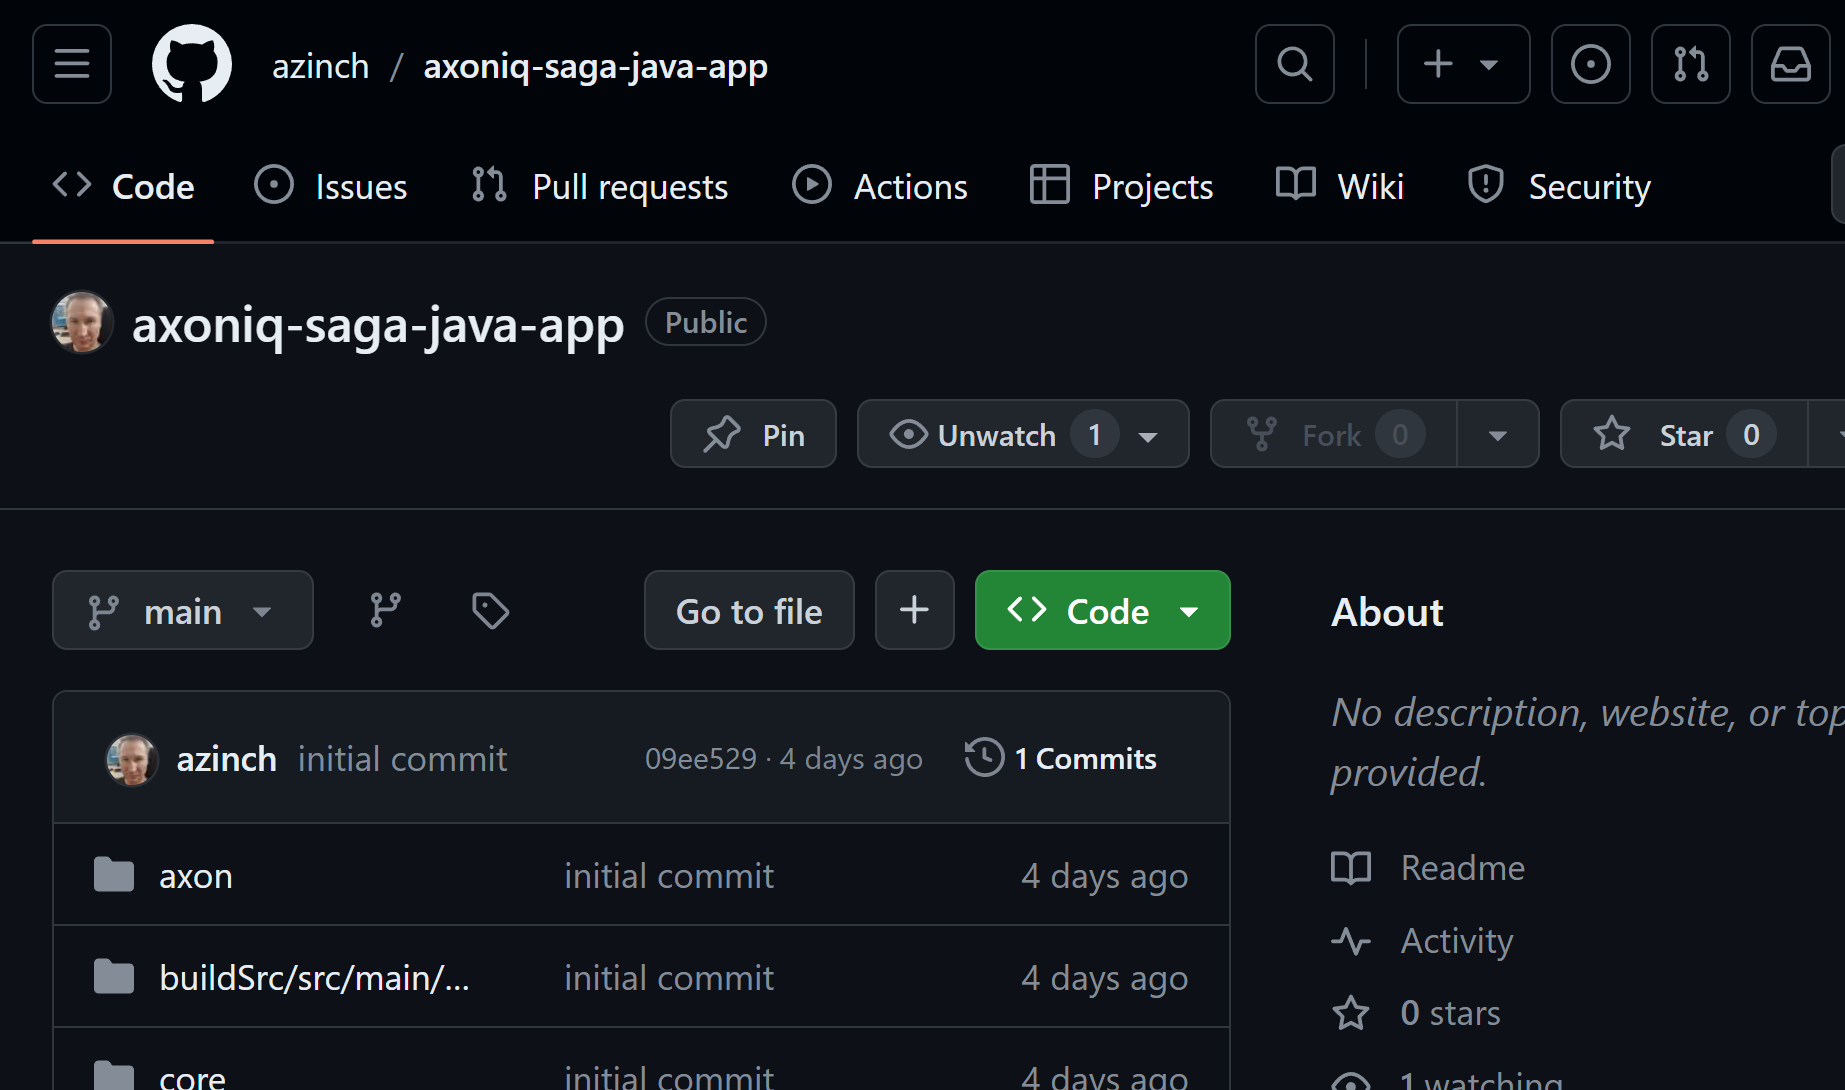 azinch / axoniq-saga-java-app
Code Issues Pull requests Actions Projects Wiki Security
axoniq-saga-java-app Public
Pin Unwatch 1 Fork 0 Star 0
main Go to file + Code
About
No description, website, or
provided.
azinch initial commit 09ee529 · 4 days ago 1 Commits
axon initial commit 4 days ago
buildSrc/src/main/... initial commit 4 days ago
core initial commit 4 days ago
Readme
Activity
0 stars
1 watching